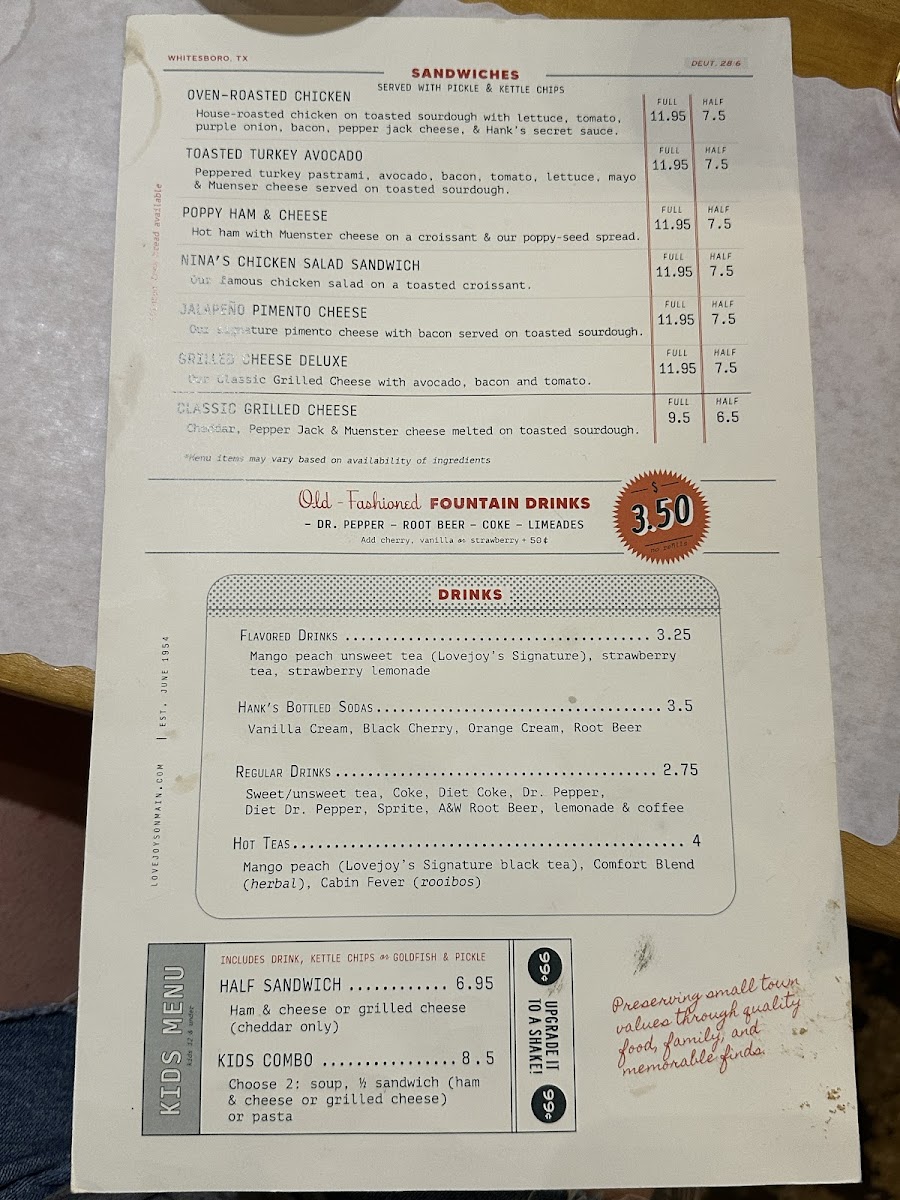 WHITESBORO, TX
DEUT. 28:6
SANDWICHES
SERVED WITH PICKLE & KETTLE CHIPS
OVEN-ROASTED CHICKEN
FULL HALF
11.95 7.5
House-roasted chicken on toasted sourdough with lettuce, tomato,
purple onion, bacon, pepper jack cheese, & Hank's secret sauce.
TOASTED TURKEY AVOCADO
FULL HALF
11.95 7.5
Peppered turkey pastrami, avocado, bacon, tomato, lettuce, mayo
& Muenser cheese served on toasted sourdough.
POPPY HAM & CHEESE
FULL HALF
11.95 7.5
Hot ham with Muenster cheese on a croissant & our poppy-seed spread.
NINA'S CHICKEN SALAD SANDWICH
FULL HALF
11.95 7.5
Our famous chicken salad on a toasted croissant.
JALAPEÑO PIMENTO CHEESE
FULL HALF
11.95 7.5
Our signature pimento cheese with bacon served on toasted sourdough.
GRILLED CHEESE DELUXE
FULL HALF
11.95 7.5
Our Classic Grilled Cheese with avocado, bacon and tomato.
CLASSIC GRILLED CHEESE
FULL HALF
9.5 6.5
Cheddar, Pepper Jack & Muenster cheese melted on toasted sourdough.
*Menu items may vary based on availability of ingredients
bread available
Old-Fashioned FOUNTAIN DRINKS
– DR. PEPPER – ROOT BEER – COKE – LIMEADES
Add cherry, vanilla or strawberry + 50¢
$
3.50
no refills
DRINKS
FLAVORED DRINKS ....................................... 3.25
Mango peach unsweet tea (Lovejoy's Signature), strawberry
tea, strawberry lemonade
HANK'S BOTTLED SODAS.................................... 3.5
Vanilla Cream, Black Cherry, Orange Cream, Root Beer
REGULAR DRINKS......................................... 2.75
Sweet/unsweet tea, Coke, Diet Coke, Dr. Pepper,
Diet Dr. Pepper, Sprite, A&W Root Beer, lemonade & coffee
HOT TEAS.................................................. 4
Mango peach (Lovejoy's Signature black tea), Comfort Blend
(herbal), Cabin Fever (rooibos)
LOVEJOYSONMAIN.COM | EST. JUNE 1954
KIDS MENU
kids 12 & under
INCLUDES DRINK, KETTLE CHIPS or GOLDFISH & PICKLE
HALF SANDWICH ............ 6.95
Ham & cheese or grilled cheese
(cheddar only)
KIDS COMBO .................8.5
Choose 2: soup, ½ sandwich (ham
& cheese or grilled cheese)
or pasta
99¢
UPGRADE IT
TO A SHAKE!
99¢
Preserving small town
values through quality
food, family, and
memorable finds.